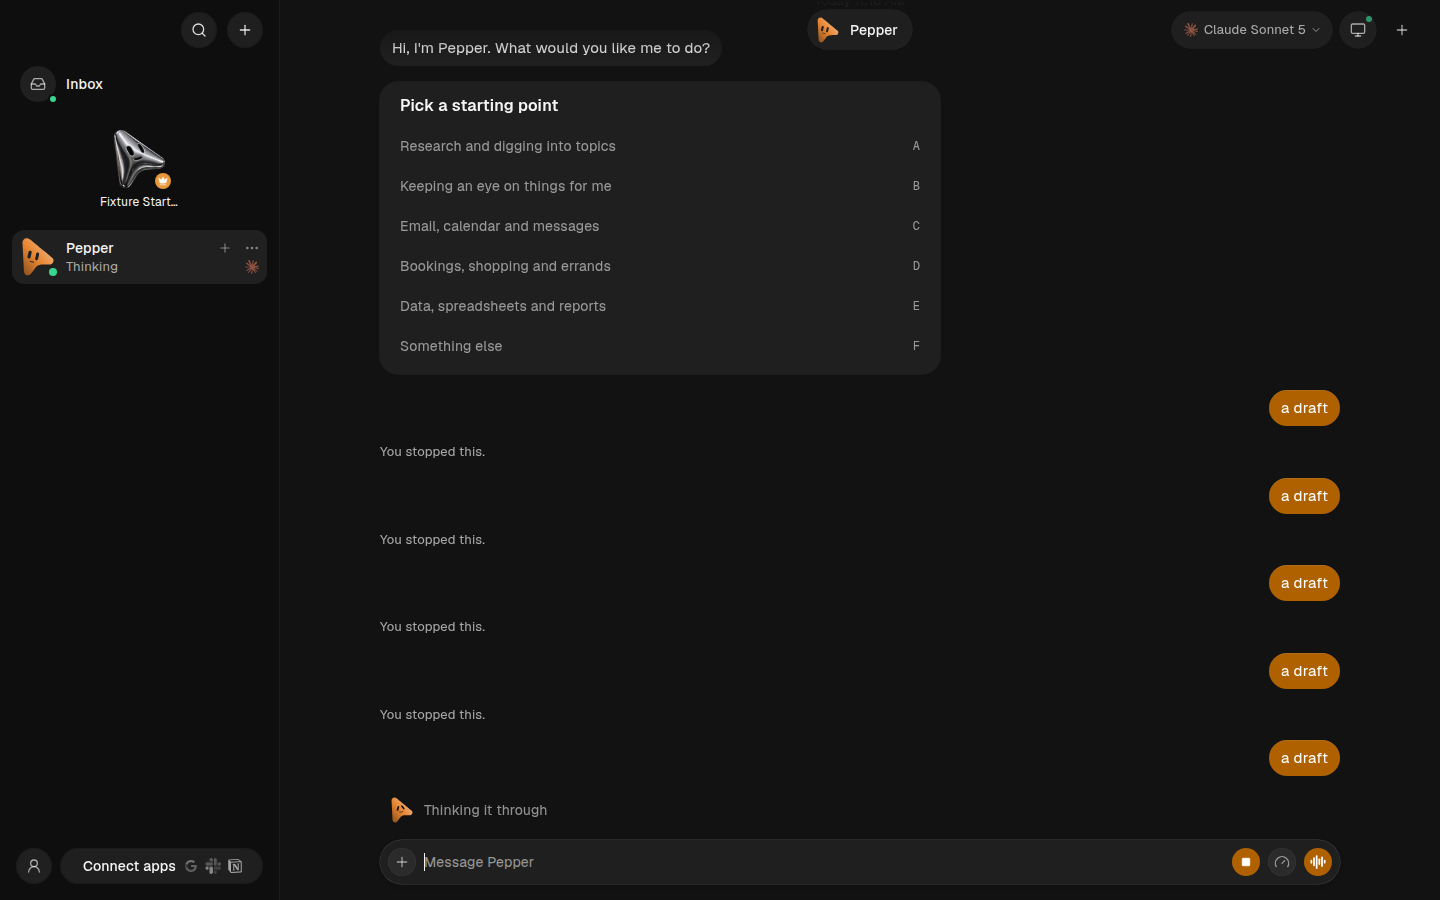 Pepper
Claude Sonnet 5
Inbox
Fixture Start...
Pepper
Thinking
Hi, I'm Pepper. What would you like me to do?
Pick a starting point
Research and digging into topics A
Keeping an eye on things for me B
Email, calendar and messages C
Bookings, shopping and errands D
Data, spreadsheets and reports E
Something else F
a draft
You stopped this.
a draft
You stopped this.
a draft
You stopped this.
a draft
You stopped this.
a draft
Thinking it through
Message Pepper
Connect apps